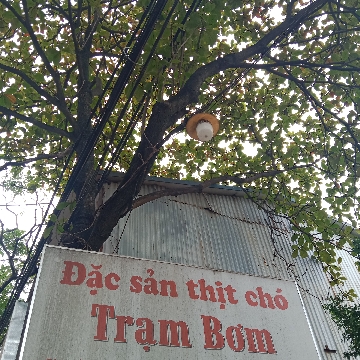 Đặc sản thịt chó
Trạm Bơm